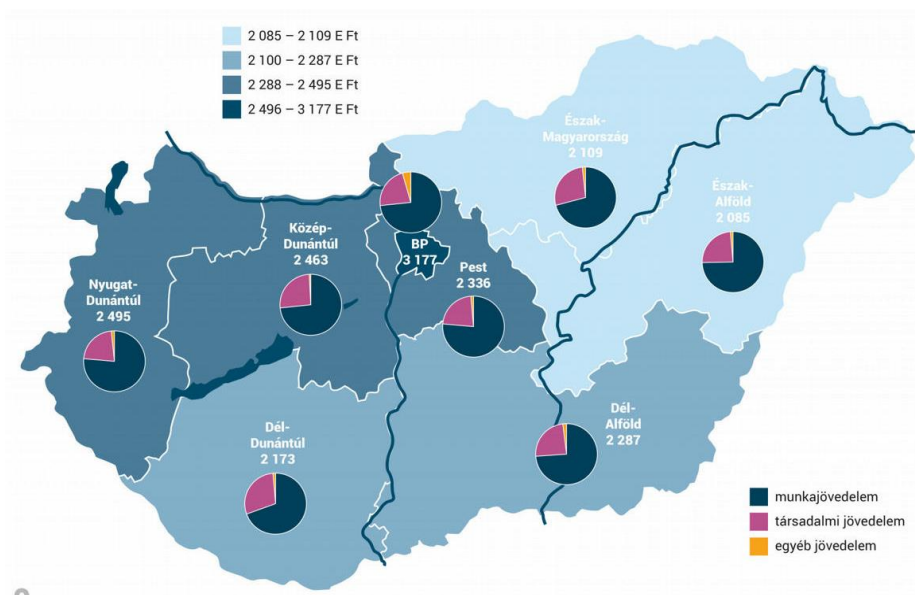 2 085 – 2 109 E Ft
2 100 – 2 287 E Ft
2 288 – 2 495 E Ft
2 496 – 3 177 E Ft
Észak-
Magyarország
2 109
Észak-
Alföld
2 085
Közép-
Dunántúl
2 463
BP
3 177
Pest
2 336
Nyugat-
Dunántúl
2 495
Dél-
Dunántúl
2 173
Dél-
Alföld
2 287
munkajövedelem
társadalmi jövedelem
egyéb jövedelem